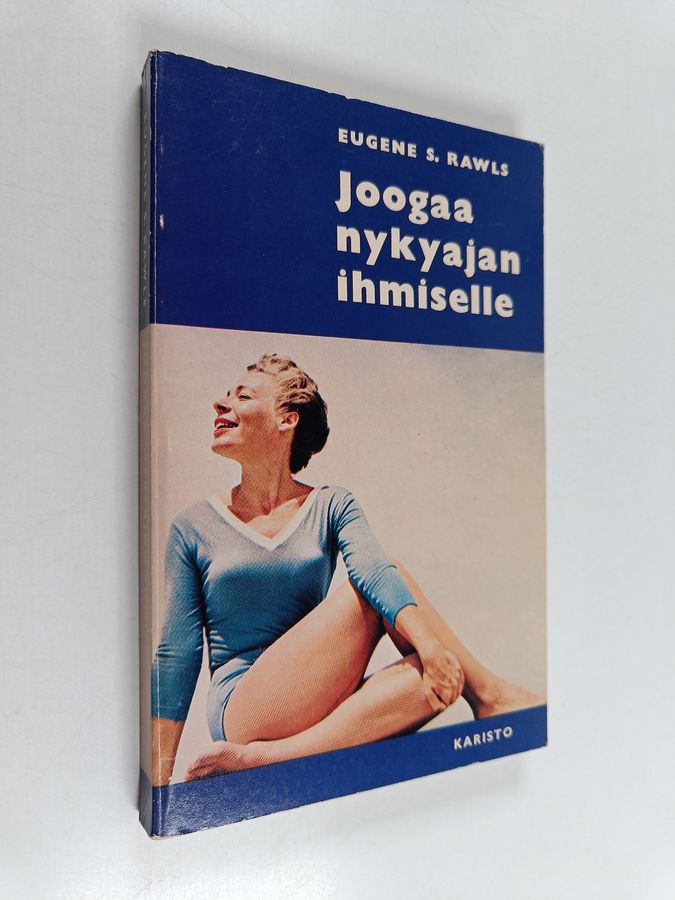 EUGENE S. RAWLS
Joogaa
nykyajan
ihmiselle
KARISTO